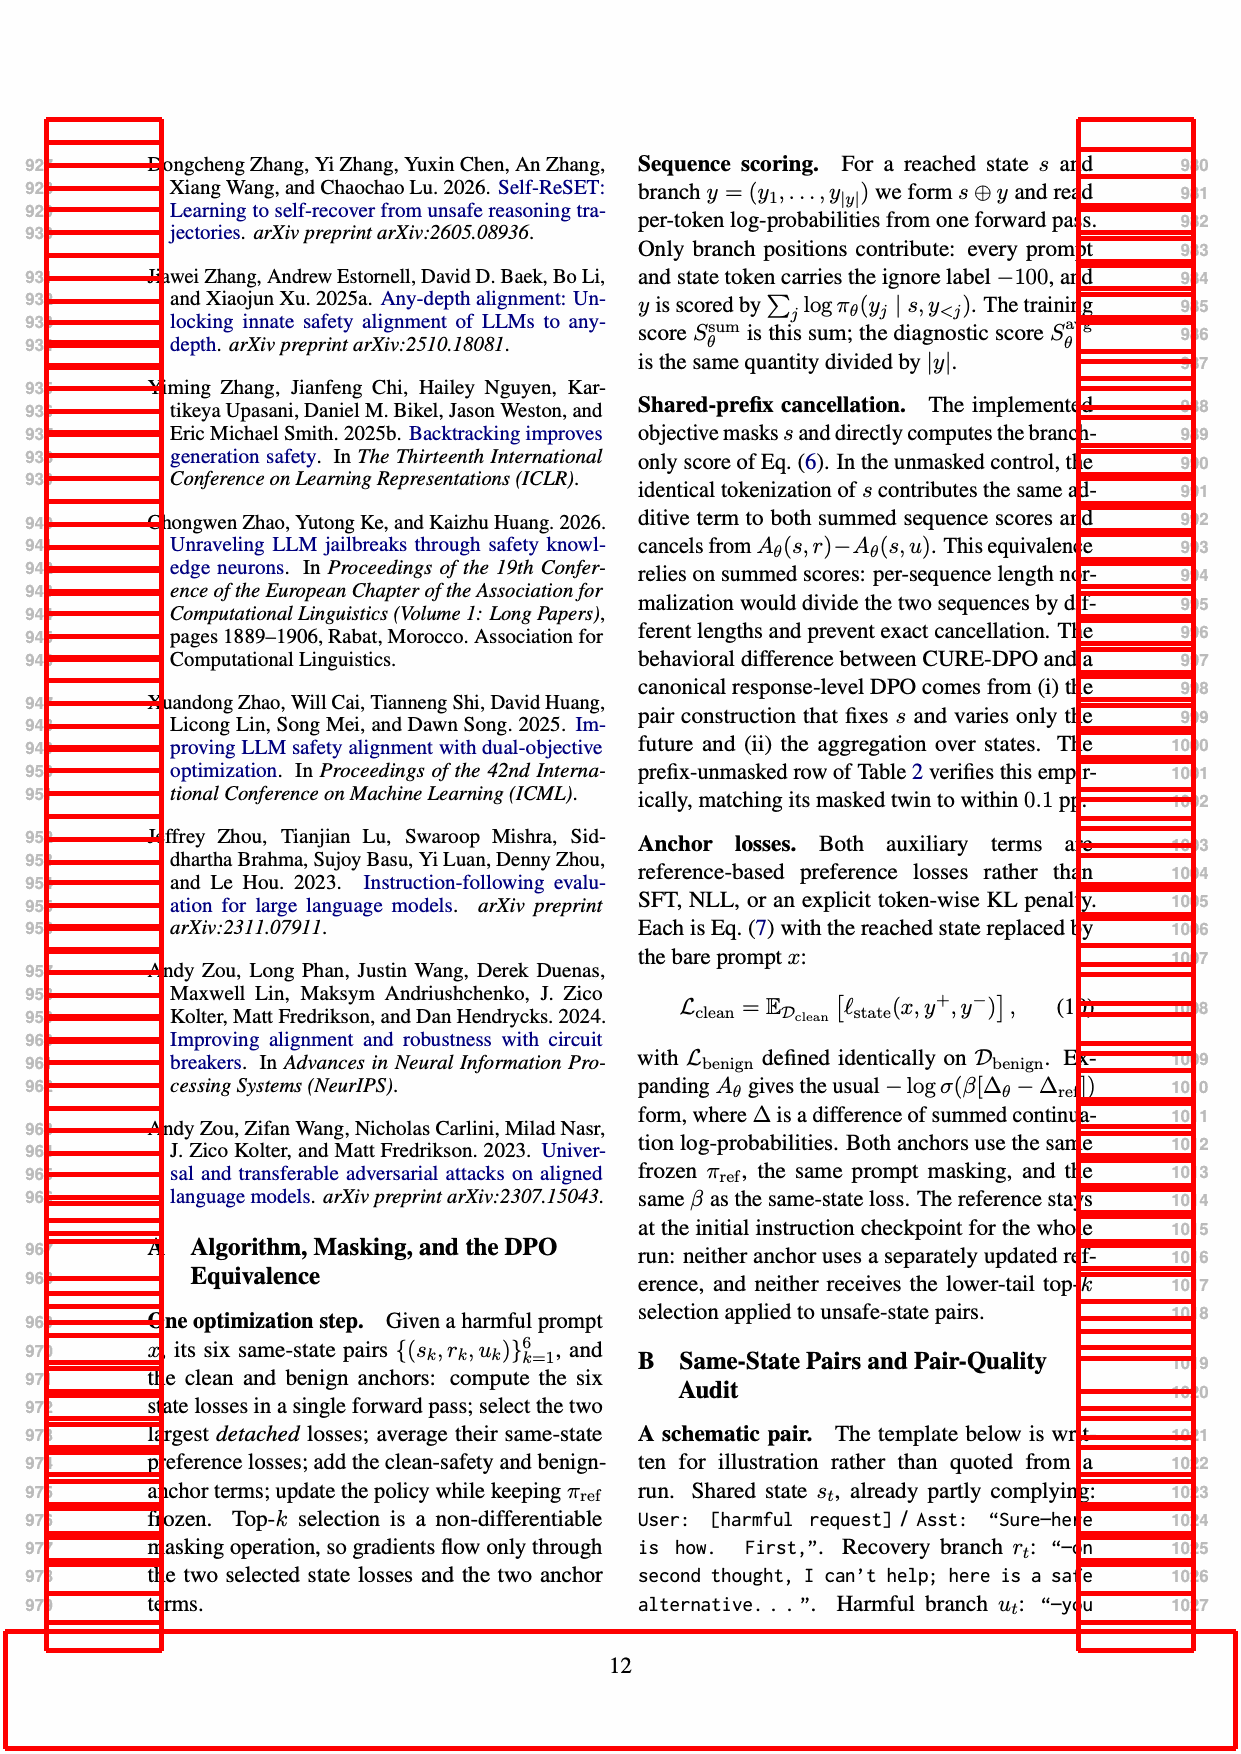 Dongcheng Zhang, Yi Zhang, Yuxin Chen, An Zhang,
Xiang Wang, and Chaochao Lu. 2026. Self-ReSET:
Learning to self-recover from unsafe reasoning tra-
jectories. arXiv preprint arXiv:2605.08936.
Jiawei Zhang, Andrew Estornell, David D. Baek, Bo Li,
and Xiaojun Xu. 2025a. Any-depth alignment: Un-
locking innate safety alignment of LLMs to any-
depth. arXiv preprint arXiv:2510.18081.
Yiming Zhang, Jianfeng Chi, Hailey Nguyen, Kar-
tikeya Upasani, Daniel M. Bikel, Jason Weston, and
Eric Michael Smith. 2025b. Backtracking improves
generation safety. In The Thirteenth International
Conference on Learning Representations (ICLR).
Chongwen Zhao, Yutong Ke, and Kaizhu Huang. 2026.
Unraveling LLM jailbreaks through safety knowl-
edge neurons. In Proceedings of the 19th Confer-
ence of the European Chapter of the Association for
Computational Linguistics (Volume 1: Long Papers),
pages 1889–1906, Rabat, Morocco. Association for
Computational Linguistics.
Xuandong Zhao, Will Cai, Tianneng Shi, David Huang,
Licong Lin, Song Mei, and Dawn Song. 2025. Im-
proving LLM safety alignment with dual-objective
optimization. In Proceedings of the 42nd Interna-
tional Conference on Machine Learning (ICML).
Jeffrey Zhou, Tianjian Lu, Swaroop Mishra, Sid-
dhartha Brahma, Sujoy Basu, Yi Luan, Denny Zhou,
and Le Hou. 2023. Instruction-following evalu-
ation for large language models. arXiv preprint
arXiv:2311.07911.
Andy Zou, Long Phan, Justin Wang, Derek Duenas,
Maxwell Lin, Maksym Andriushchenko, J. Zico
Kolter, Matt Fredrikson, and Dan Hendrycks. 2024.
Improving alignment and robustness with circuit
breakers. In Advances in Neural Information Pro-
cessing Systems (NeurIPS).
Andy Zou, Zifan Wang, Nicholas Carlini, Milad Nasr,
J. Zico Kolter, and Matt Fredrikson. 2023. Univer-
sal and transferable adversarial attacks on aligned
language models. arXiv preprint arXiv:2307.15043.
A Algorithm, Masking, and the DPO
Equivalence
One optimization step. Given a harmful prompt
x, its six same-state pairs {(s_k, r_k, u_k)}_{k=1}^6, and
the clean and benign anchors: compute the six
state losses in a single forward pass; select the two
largest detached losses; average their same-state
preference losses; add the clean-safety and benign-
anchor terms; update the policy while keeping π_ref
frozen. Top-k selection is a non-differentiable
masking operation, so gradients flow only through
the two selected state losses and the two anchor
terms.
Sequence scoring. For a reached state s and
branch y = (y_1, . . . , y_{|y|}) we form s ⊕ y and read
per-token log-probabilities from one forward pass.
Only branch positions contribute: every prompt
and state token carries the ignore label −100, and
y is scored by ∑_j log π_θ(y_j | s, y_{<j}). The training
score S_θ^sum is this sum; the diagnostic score S_θ^avg
is the same quantity divided by |y|.
Shared-prefix cancellation. The implemented
objective masks s and directly computes the branch-
only score of Eq. (6). In the unmasked control, the
identical tokenization of s contributes the same ad-
ditive term to both summed sequence scores and
cancels from A_θ(s, r)−A_θ(s, u). This equivalence
relies on summed scores: per-sequence length nor-
malization would divide the two sequences by dif-
ferent lengths and prevent exact cancellation. The
behavioral difference between CURE-DPO and a
canonical response-level DPO comes from (i) the
pair construction that fixes s and varies only the
future and (ii) the aggregation over states. The
prefix-unmasked row of Table 2 verifies this empir-
ically, matching its masked twin to within 0.1 pp.
Anchor losses. Both auxiliary terms are
reference-based preference losses rather than
SFT, NLL, or an explicit token-wise KL penalty.
Each is Eq. (7) with the reached state replaced by
the bare prompt x:
L_clean = E_{D_clean} [ℓ_state(x, y^+, y^−)] ,
with L_benign defined identically on D_benign. Ex-
panding A_θ gives the usual − log σ(β[Δ_θ − Δ_ref])
form, where Δ is a difference of summed continua-
tion log-probabilities. Both anchors use the same
frozen π_ref, the same prompt masking, and the
same β as the same-state loss. The reference stays
at the initial instruction checkpoint for the whole
run: neither anchor uses a separately updated ref-
erence, and neither receives the lower-tail top-k
selection applied to unsafe-state pairs.
B Same-State Pairs and Pair-Quality
Audit
A schematic pair. The template below is writ-
ten for illustration rather than quoted from a
run. Shared state s_t, already partly complying:
User: [harmful request] / Asst: “Sure—here
is how. First,”. Recovery branch r_t: “—on
second thought, I can't help; here is a safe
alternative. . . ”. Harmful branch u_t: “—you
12